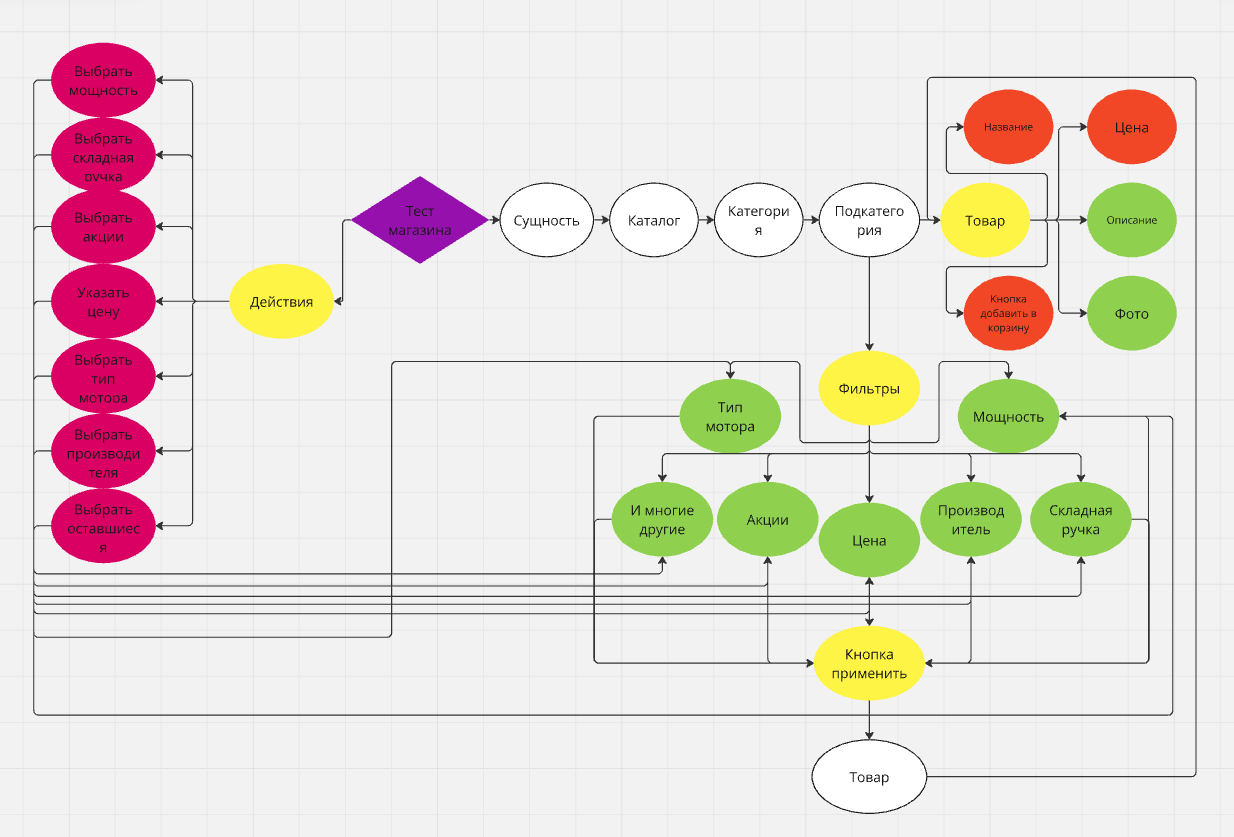 Выбрать
мощность
Выбрать
складная
ручка
Выбрать
акции
Указать
цену
Выбрать
тип
мотора
Выбрать
производи
теля
Выбрать
оставшиес
я
Действия
Тест
магазина
Сущность
Каталог
Категори
я
Подкатего
рия
Товар
Название
Цена
Описание
Кнопка
добавить в
корзину
Фото
Фильтры
Тип
мотора
Мощность
И многие
другие
Акции
Цена
Производ
итель
Складная
ручка
Кнопка
применить
Товар